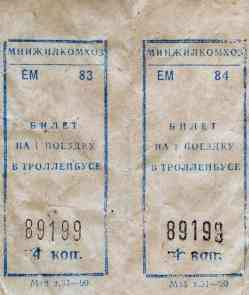 МИНЖИЛКОМХОЗ
ЕМ 83
БИЛЕТ
НА 1 ПОЕЗДКУ
В ТРОЛЛЕЙБУСЕ
89199
4 коп.
МИНЖИЛКОМХОЗ
ЕМ 84
БИЛЕТ
НА 1 ПОЕЗДКУ
В ТРОЛЛЕЙБУСЕ
89199
4 коп.